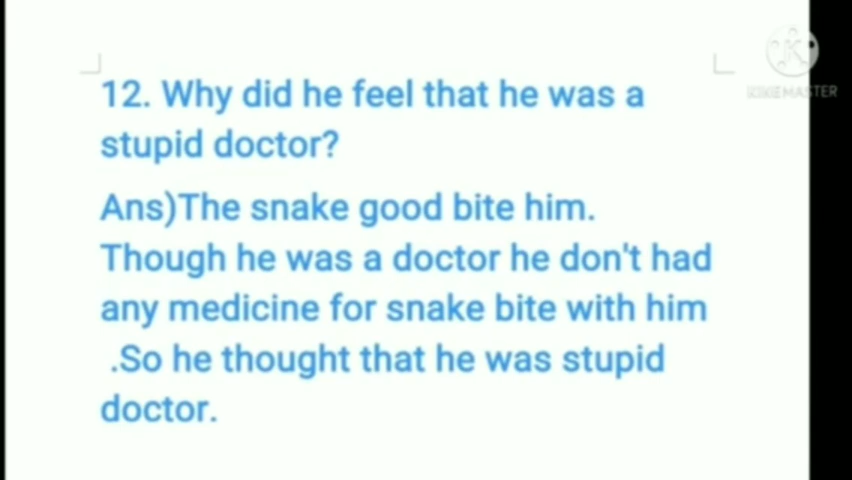 KINEMASTER
12. Why did he feel that he was a
stupid doctor?
Ans)The snake good bite him.
Though he was a doctor he don't had
any medicine for snake bite with him
.So he thought that he was stupid
doctor.